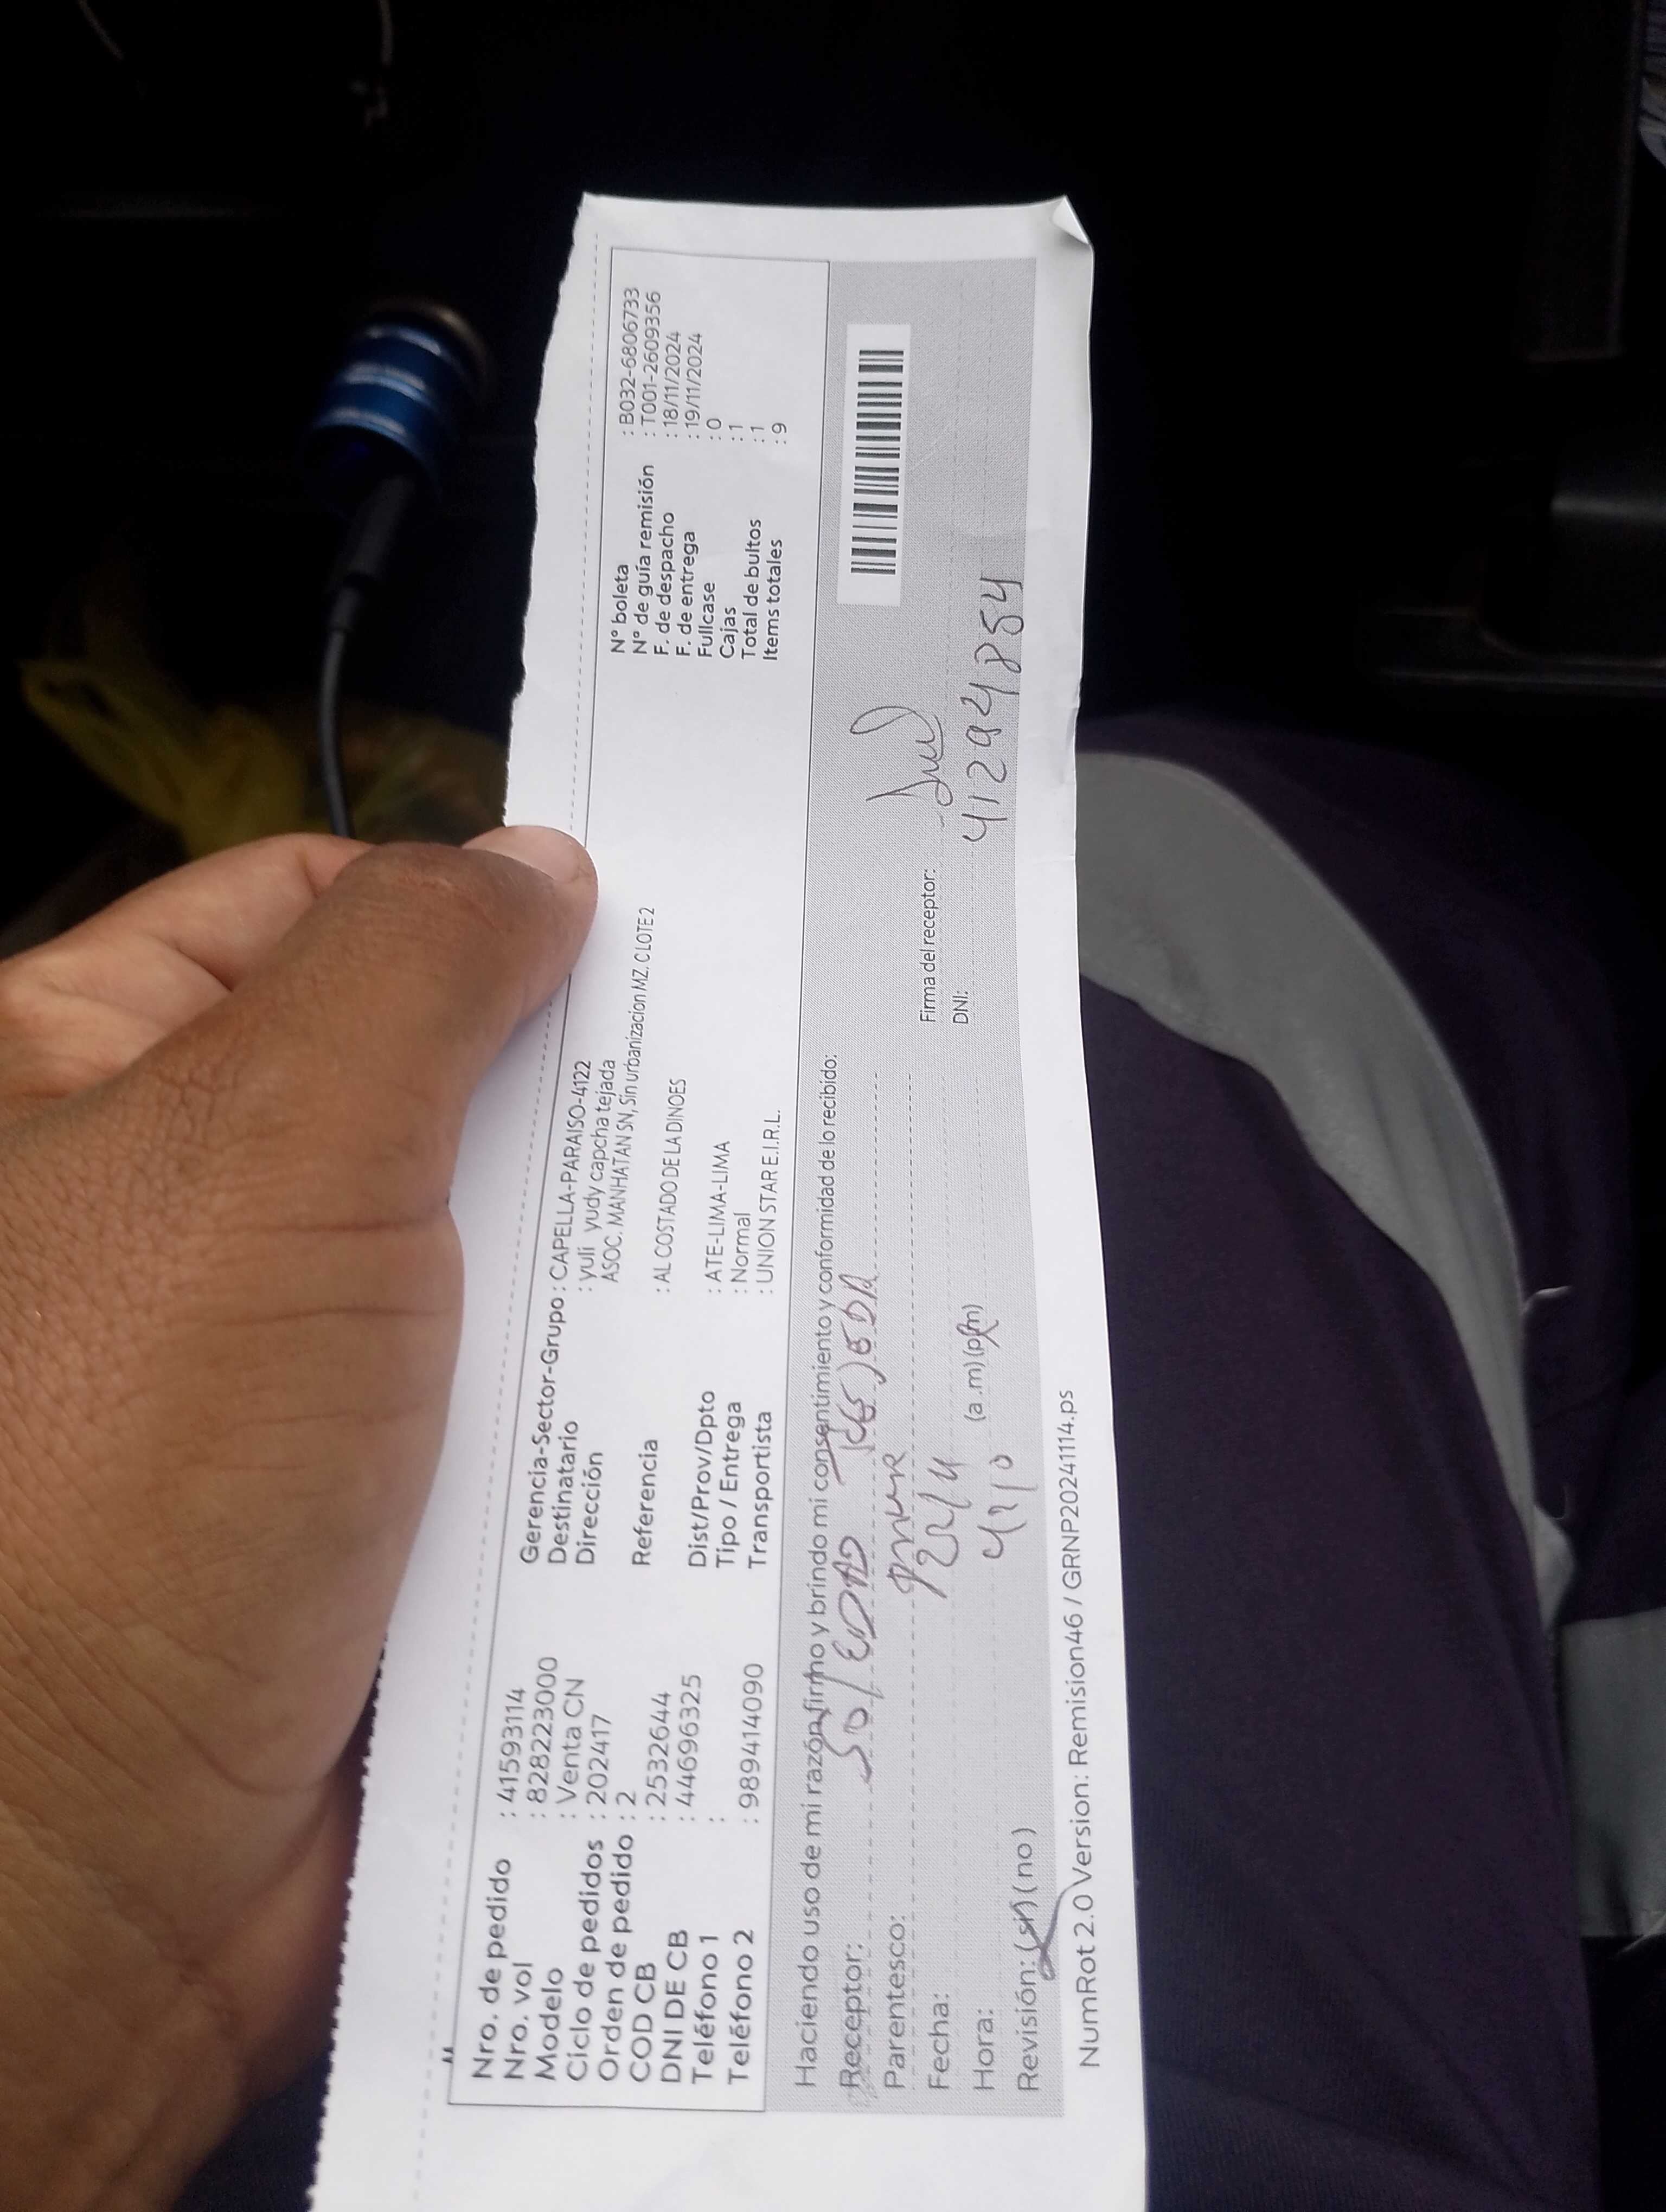 Nro. de pedido : 41593114
Nro. vol : 8282223000
Modelo : Venta CN
Ciclo de pedidos : 202417
Orden de pedido : 2
COD CB : 2532644
DNI DE CB : 44696325
Teléfono 1 :
Teléfono 2 : 989414090
Gerencia-Sector-Grupo : CAPELLA-PARAISO-4122
Destinatario : yuli yudy capcha tejada
Dirección ASOC. MANHATAN SN, Sin urbanizacion MZ. C LOTE 2
Referencia : AL COSTADO DE LA DINOES
Dist/Prov/Dpto : ATE-LIMA-LIMA
Tipo / Entrega : Normal
Transportista : UNION STAR E.I.R.L.
N° boleta : B032-6806733
N° de guía remisión : T001-2609356
F. de despacho : 18/11/2024
F. de entrega : 19/11/2024
Fullcase : 0
Cajas : 1
Total de bultos : 1
Items totales : 9
Haciendo uso de mi razón firmo y brindo mi consentimiento y conformidad de lo recibido:
Receptor:
Parentesco:
Fecha:
Hora: (a.m) (p.m)
Revisión: (si) (no)
Firma del receptor:
DNI: 41294854
NumRot 2.0 Version: Remision46 / GRNP20241114.ps